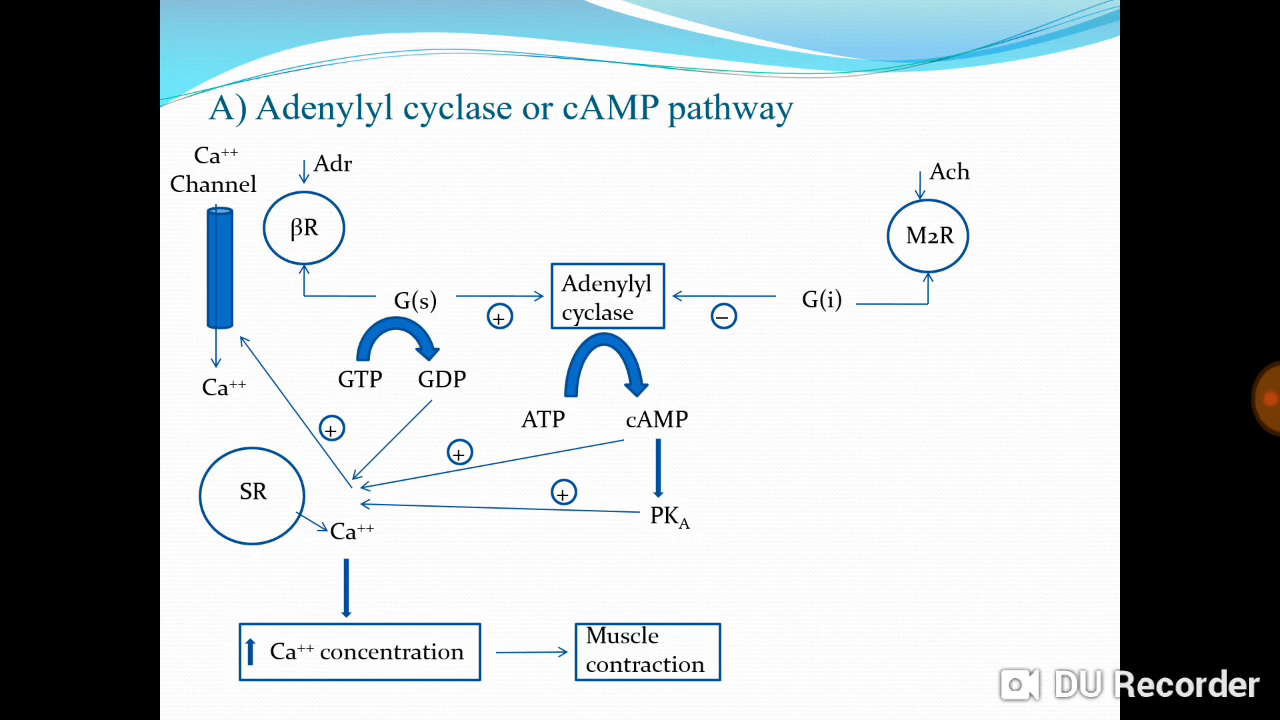 A) Adenylyl cyclase or cAMP pathway
Ca⁺⁺
Channel
Adr
Ach
βR
M2R
Adenylyl
cyclase
G(s)
G(i)
+
−
GTP
GDP
Ca⁺⁺
ATP
cAMP
+
+
+
SR
PKA
Ca⁺⁺
Ca⁺⁺ concentration
Muscle
contraction
DU Recorder